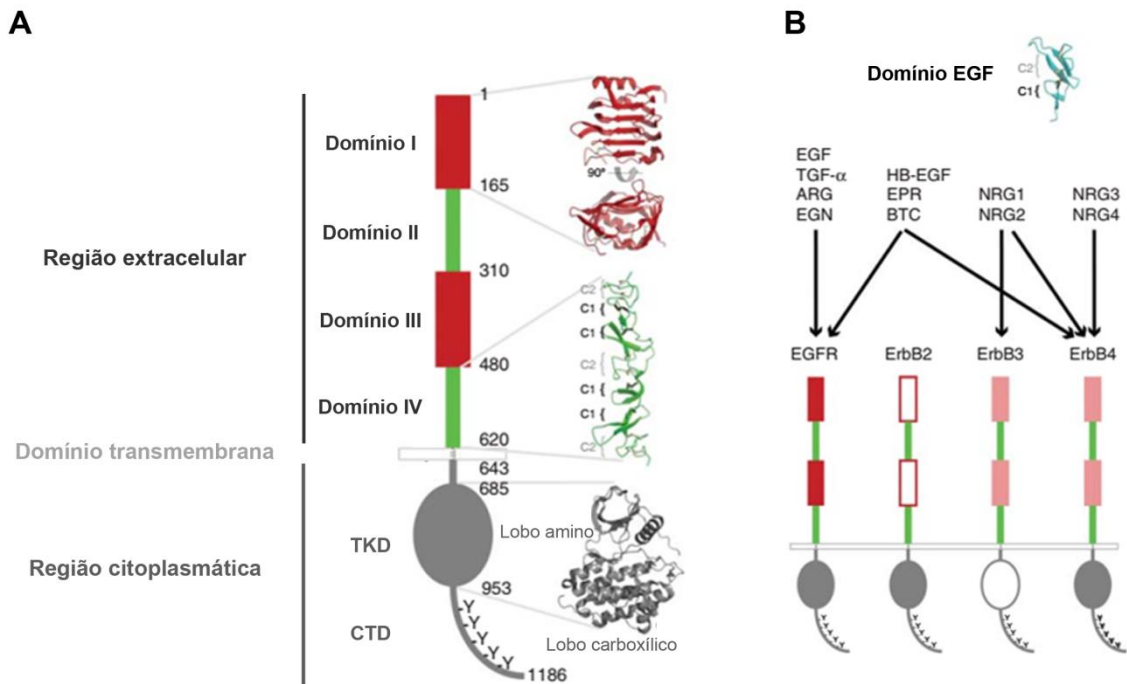 A
Região extracelular
Domínio transmembrana
Região citoplasmática
Domínio I
Domínio II
Domínio III
Domínio IV
TKD
CTD
1
165
310
480
620
643
685
953
1186
Y
Y
Y
Y
Y
90º
C2
C1
C1
C2
C1
C1
C2
Lobo amino
Lobo carboxílico
B
Domínio EGF
C2
C1
EGF
TGF-α
ARG
EGN
HB-EGF
EPR
BTC
NRG1
NRG2
NRG3
NRG4
EGFR
ErbB2
ErbB3
ErbB4